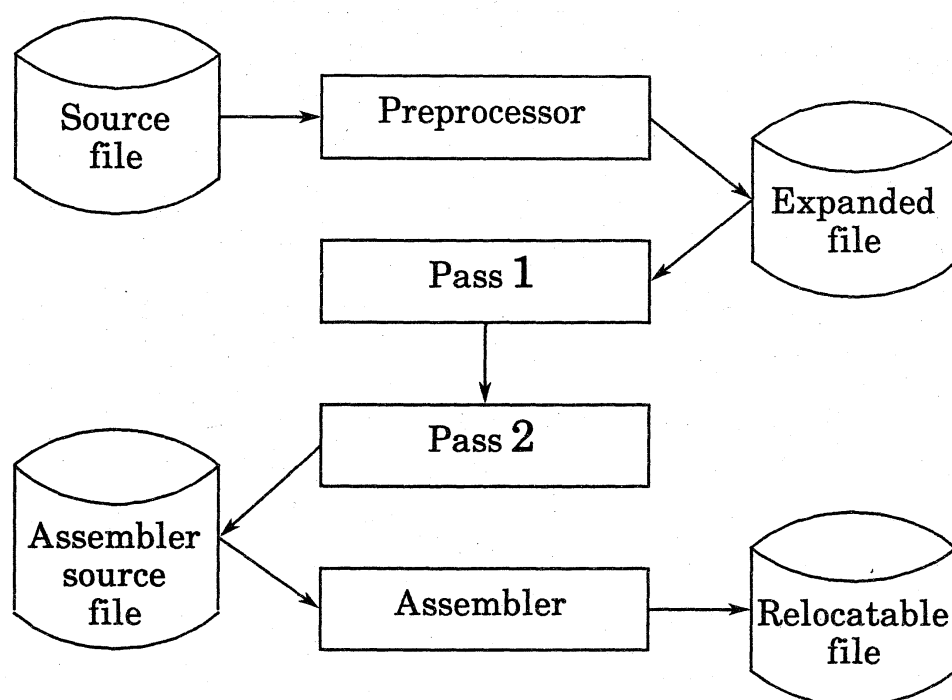 Source
file
Preprocessor
Expanded
file
Pass 1
Pass 2
Assembler
source
file
Assembler
Relocatable
file